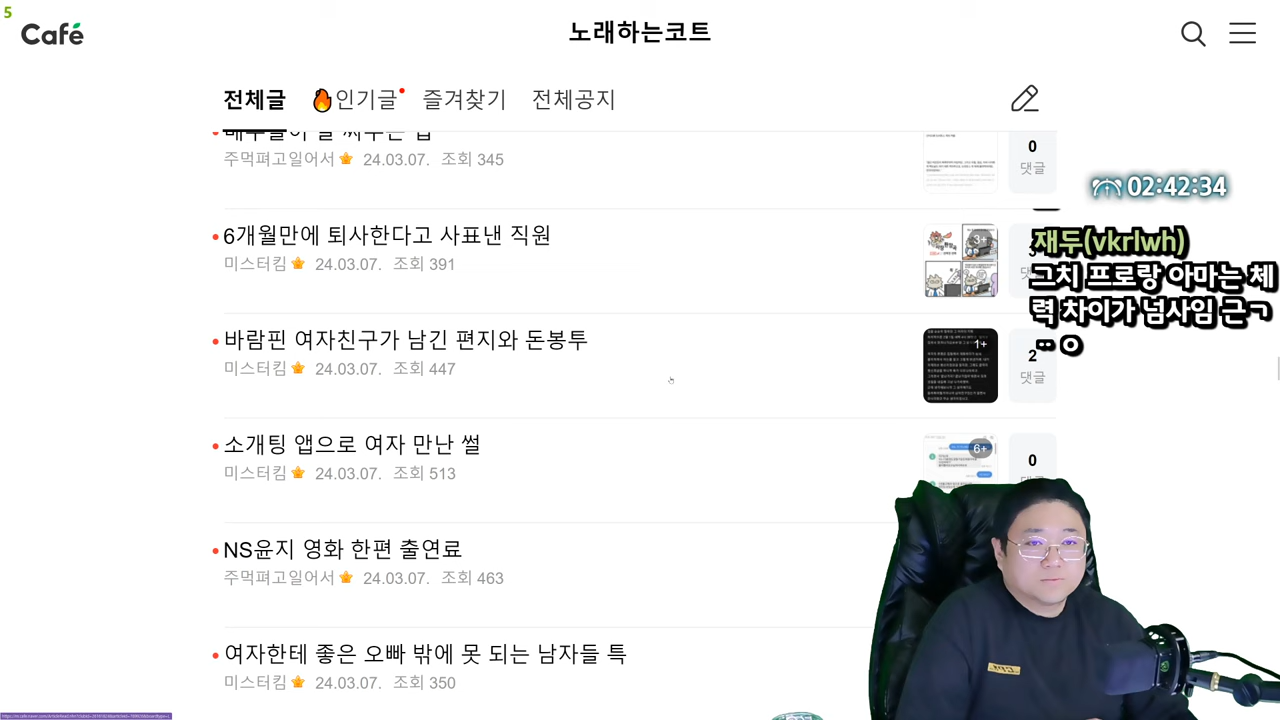 5
Café
노래하는코트
전체글
🔥인기글
즐겨찾기
전체공지
주먹펴고일어서 24.03.07. 조회 345
0
댓글
02:42:34
6개월만에 퇴사한다고 사표낸 직원
미스터킴 24.03.07. 조회 391
3+
재두(vkrlwh)
그치 프로랑 아마는 체
력 차이가 넘사임 근ㄱ
ㅡㅇ
바람핀 여자친구가 남긴 편지와 돈봉투
미스터킴 24.03.07. 조회 447
1+
2
댓글
소개팅 앱으로 여자 만난 썰
미스터킴 24.03.07. 조회 513
6+
0
NS윤지 영화 한편 출연료
주먹펴고일어서 24.03.07. 조회 463
여자한테 좋은 오빠 밖에 못 되는 남자들 특
미스터킴 24.03.07. 조회 350